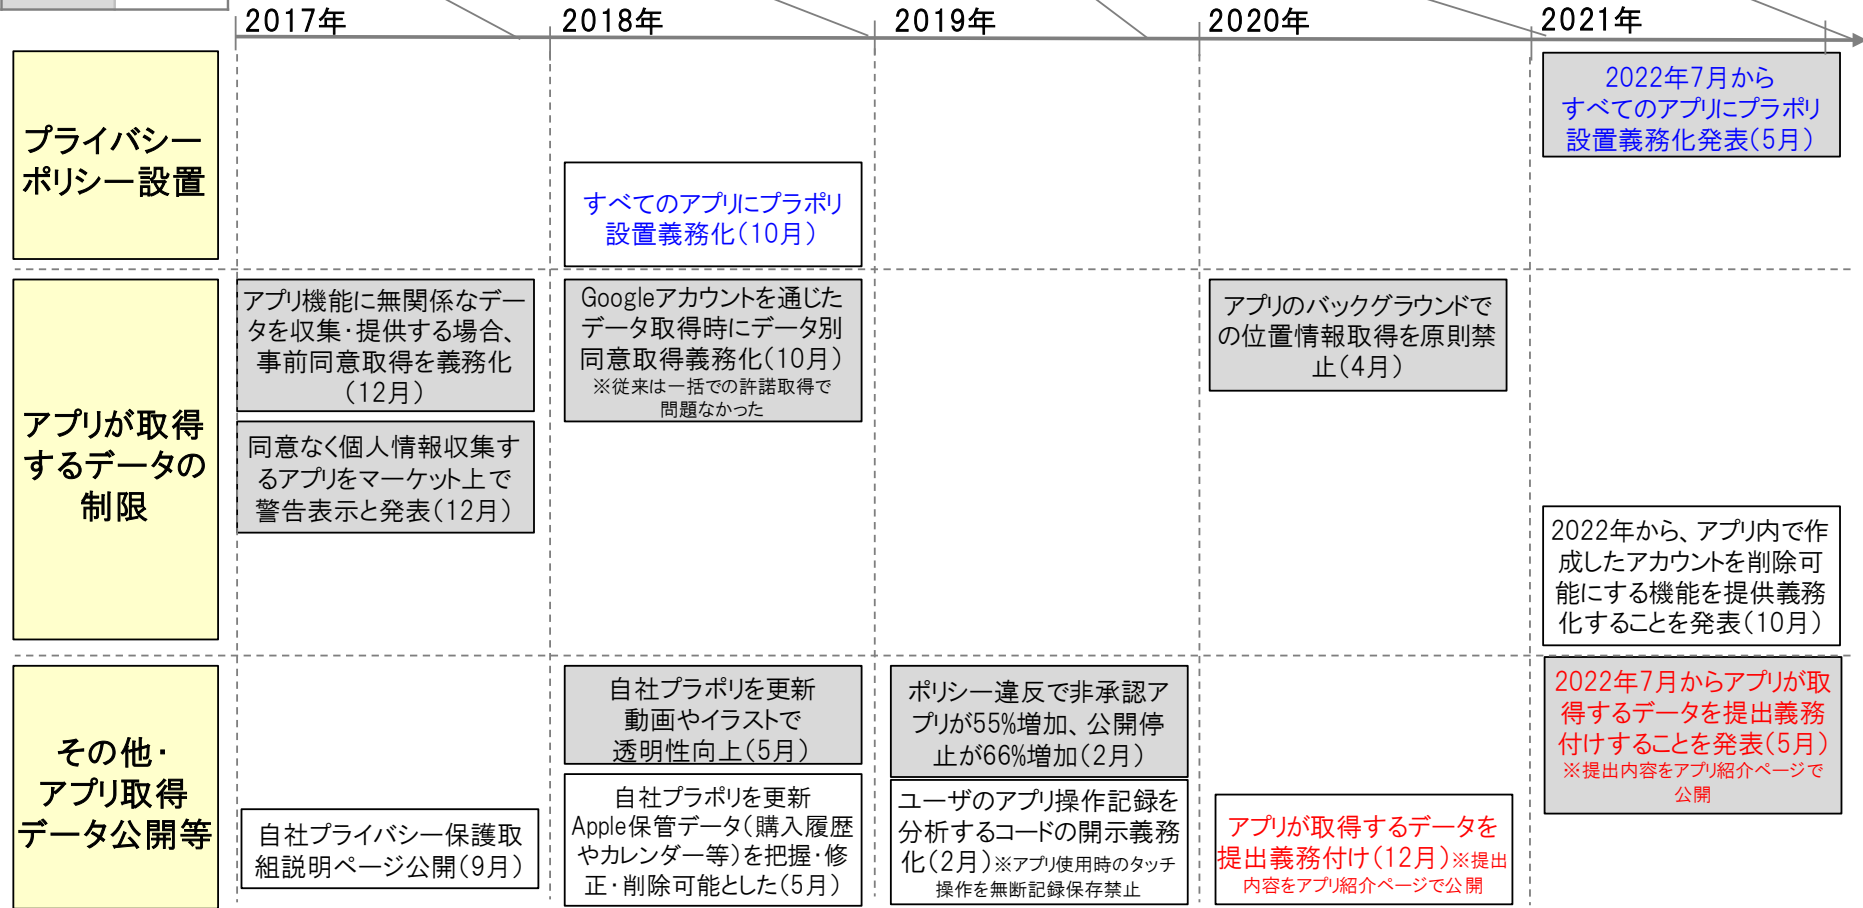 2017年
2018年
2019年
2020年
2021年
プライバシー
ポリシー設置
すべてのアプリにプラポリ
設置義務化(10月)
2022年7月から
すべてのアプリにプラポリ
設置義務化発表(5月)
アプリが取得
するデータの
制限
アプリ機能に無関係なデー
タを収集・提供する場合、
事前同意取得を義務化
(12月)
同意なく個人情報収集す
るアプリをマーケット上で
警告表示と発表(12月)
Googleアカウントを通じた
データ取得時にデータ別
同意取得義務化(10月)
※従来は一括での許諾取得で
問題なかった
アプリのバックグラウンドで
の位置情報取得を原則禁
止(4月)
2022年から、アプリ内で作
成したアカウントを削除可
能にする機能を提供義務
化することを発表(10月)
その他・
アプリ取得
データ公開等
自社プライバシー保護取
組説明ページ公開(9月)
自社プラポリを更新
動画やイラストで
透明性向上(5月)
自社プラポリを更新
Apple保管データ(購入履歴
やカレンダー等)を把握・修
正・削除可能とした(5月)
ポリシー違反で非承認ア
プリが55%増加、公開停
止が66%増加(2月)
ユーザのアプリ操作記録を
分析するコードの開示義務
化(2月)※アプリ使用時のタッチ
操作を無断記録保存禁止
アプリが取得するデータを
提出義務付け(12月)※提出
内容をアプリ紹介ページで公開
2022年7月からアプリが取
得するデータを提出義務
付けすることを発表(5月)
※提出内容をアプリ紹介ページで
公開